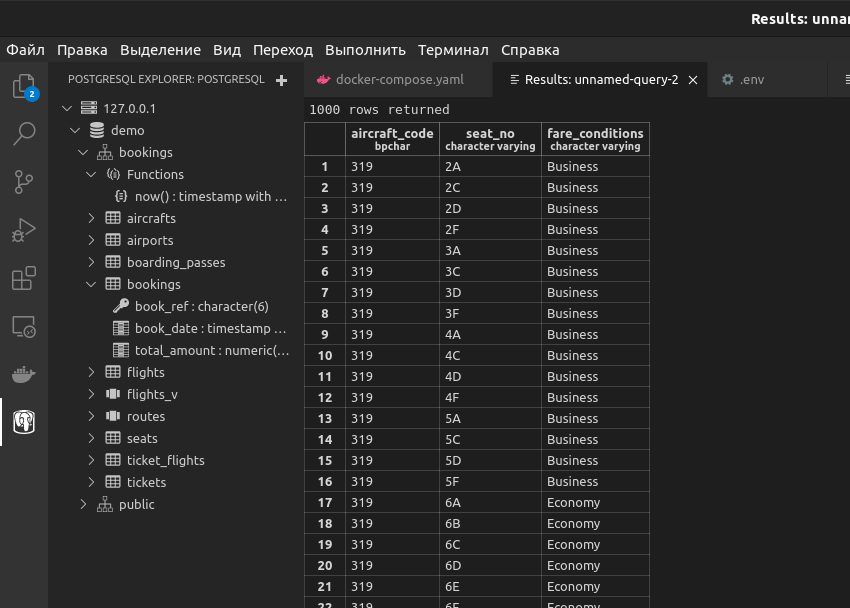 Results: unna
Файл Правка Выделение Вид Переход Выполнить Терминал Справка
2
POSTGRESQL EXPLORER: POSTGRESQL
127.0.0.1
demo
bookings
Functions
now() : timestamp with ...
aircrafts
airports
boarding_passes
bookings
book_ref : character(6)
book_date : timestamp ...
total_amount : numeric(...
flights
flights_v
routes
seats
ticket_flights
tickets
public
docker-compose.yaml Results: unnamed-query-2 .env
1000 rows returned
aircraft_code seat_no fare_conditions
bpchar character varying character varying
1 319 2A Business
2 319 2C Business
3 319 2D Business
4 319 2F Business
5 319 3A Business
6 319 3C Business
7 319 3D Business
8 319 3F Business
9 319 4A Business
10 319 4C Business
11 319 4D Business
12 319 4F Business
13 319 5A Business
14 319 5C Business
15 319 5D Business
16 319 5F Business
17 319 6A Economy
18 319 6B Economy
19 319 6C Economy
20 319 6D Economy
21 319 6E Economy
22 319 6F Economy